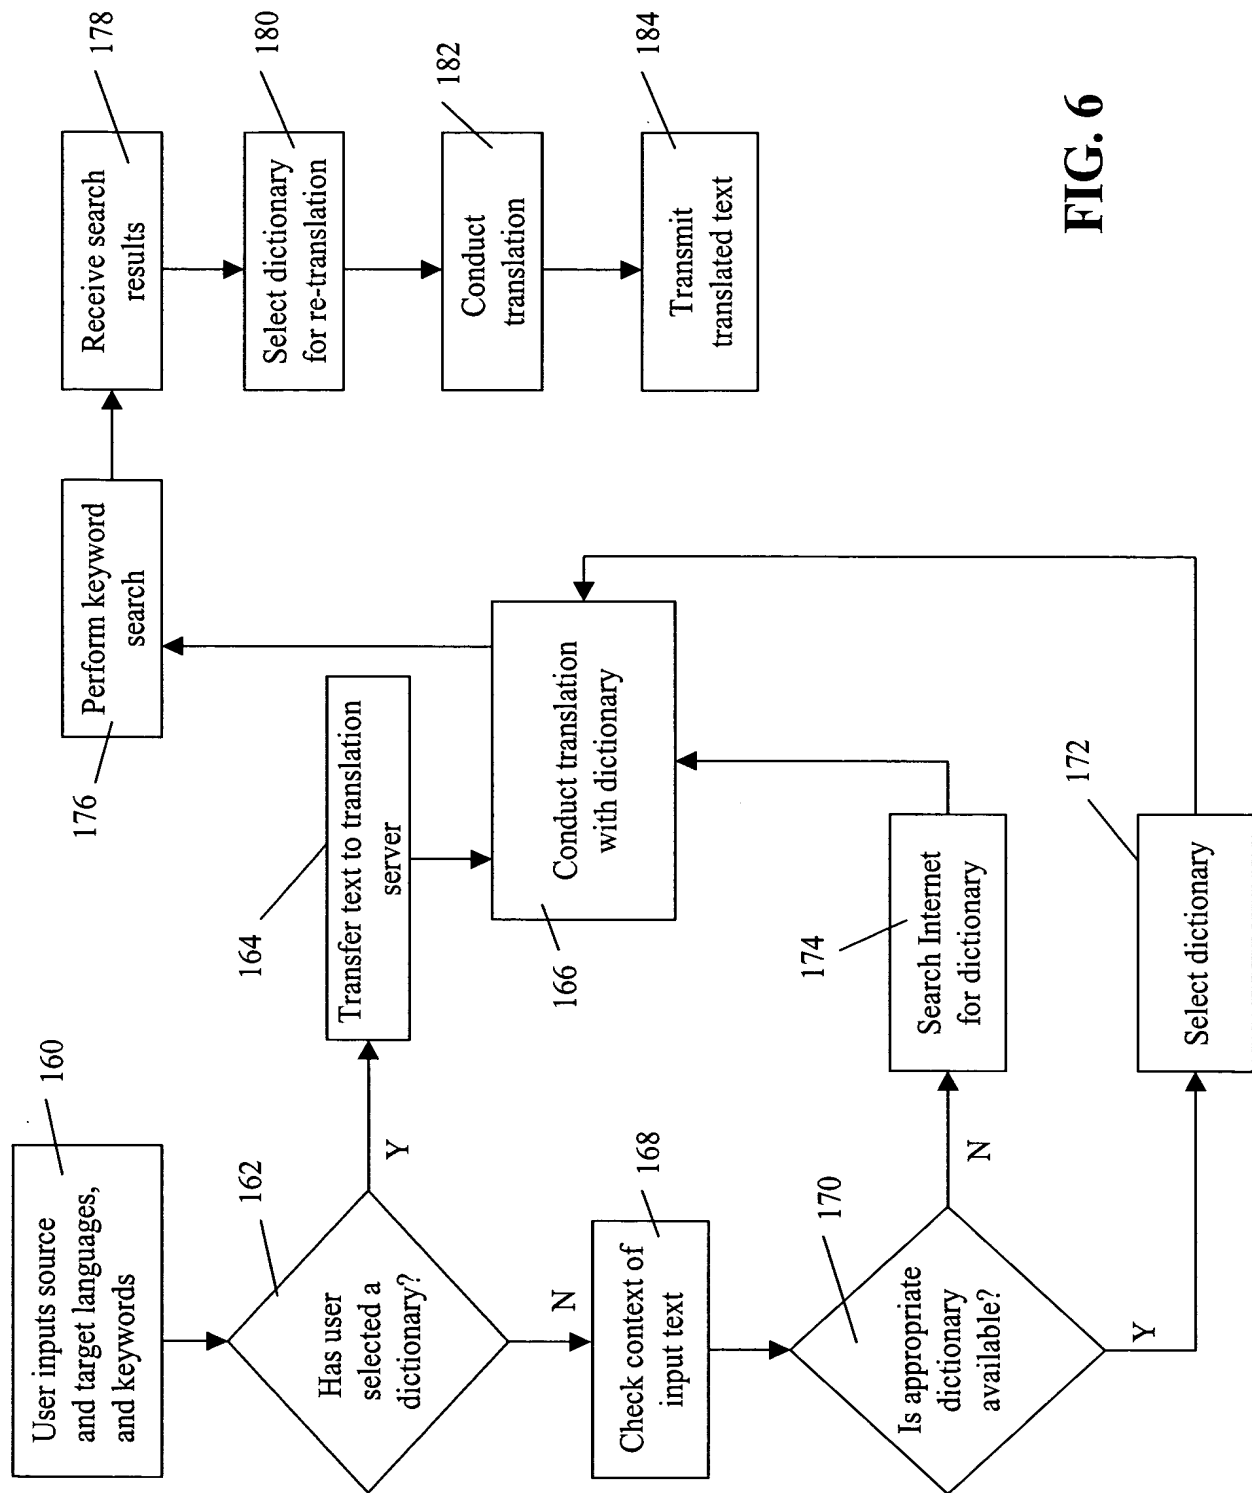 User inputs source
and target languages,
and keywords
160
Has user
selected a
dictionary?
162
Y
N
Transfer text to translation
server
164
Conduct translation
with dictionary
166
Check context of
input text
168
Is appropriate
dictionary
available?
170
N
Y
Search Internet
for dictionary
174
Select dictionary
172
Perform keyword
search
176
Receive search
results
178
Select dictionary
for re-translation
180
Conduct
translation
182
Transmit
translated text
184
FIG. 6